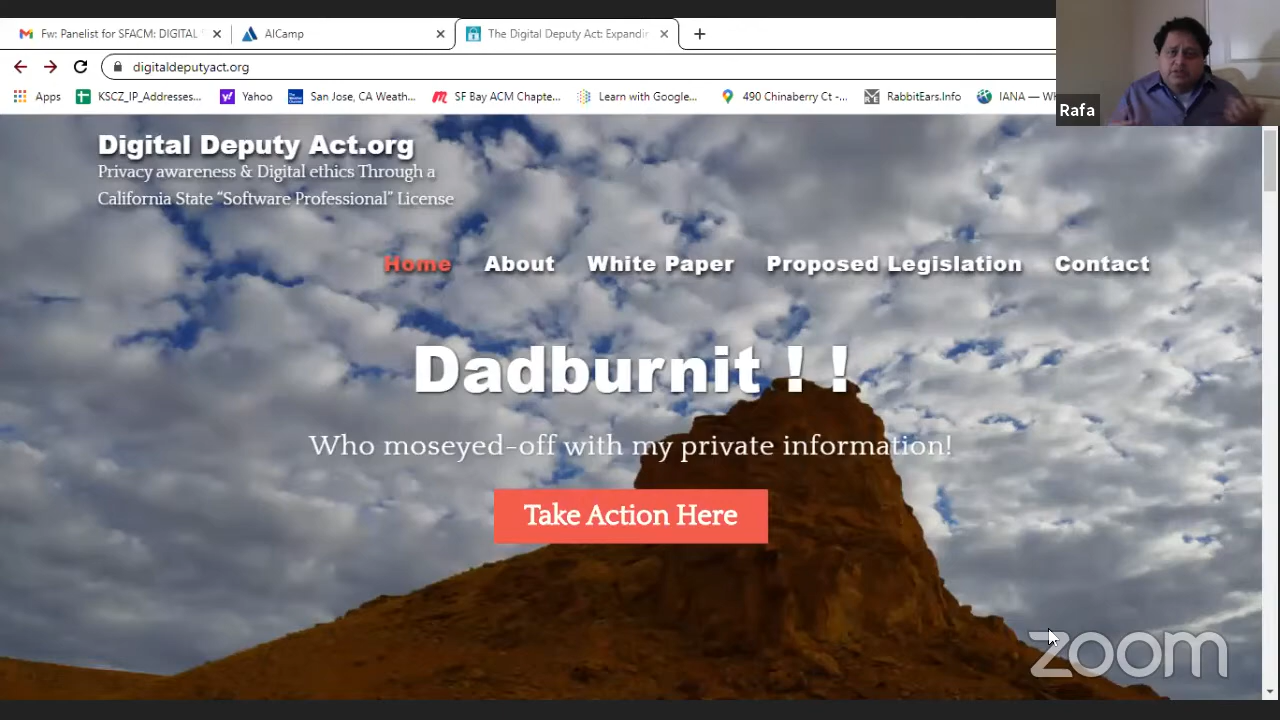 Fw: Panelist for SFACM: DIGITAL
AICamp
The Digital Deputy Act: Expandin
digitaldeputyact.org
Apps
KSCZ_IP_Addresses...
Yahoo
San Jose, CA Weath...
SF Bay ACM Chapte...
Learn with Google...
490 Chinaberry Ct -...
RabbitEars.Info
IANA — WH
Rafa
Digital Deputy Act.org
Privacy awareness & Digital ethics Through a
California State “Software Professional” License
Home
About
White Paper
Proposed Legislation
Contact
Dadburnit ! !
Who moseyed-off with my private information!
Take Action Here
zoom